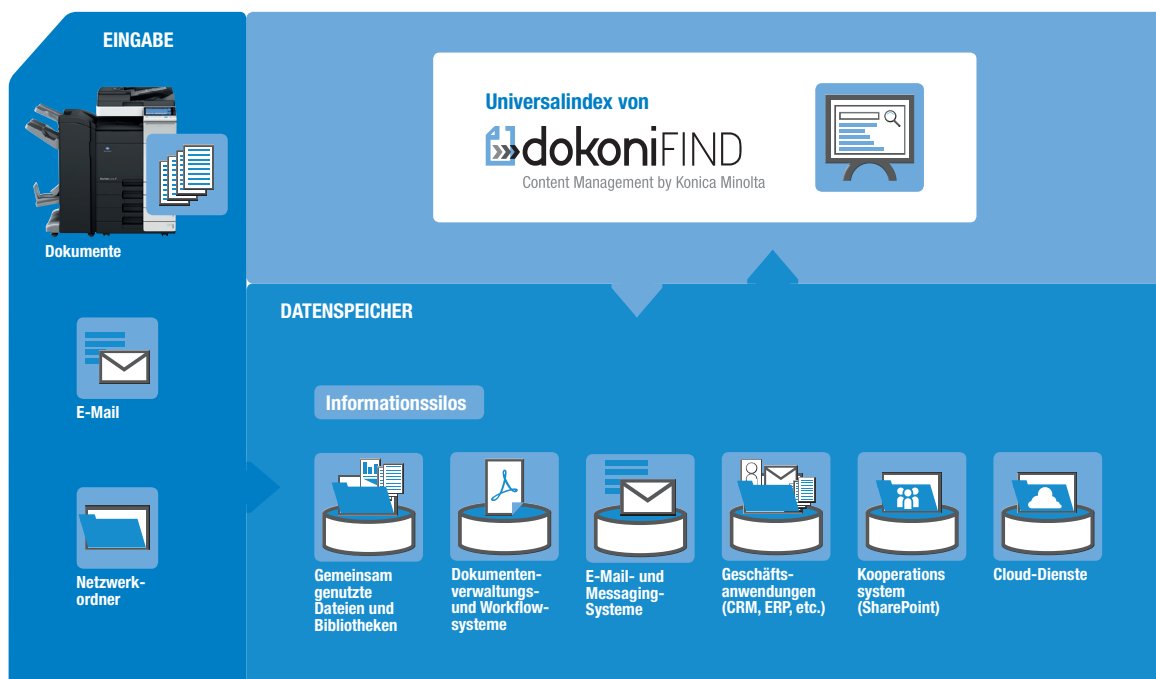 EINGABE
Dokumente
E-Mail
Netzwerk-
ordner
Universalindex von
dokoniFIND
Content Management by Konica Minolta
DATENSPEICHER
Informationssilos
Gemeinsam
genutzte
Dateien und
Bibliotheken
Dokumenten-
verwaltungs-
und Workflow-
systeme
E-Mail- und
Messaging-
Systeme
Geschäfts-
anwendungen
(CRM, ERP, etc.)
Kooperations
system
(SharePoint)
Cloud-Dienste